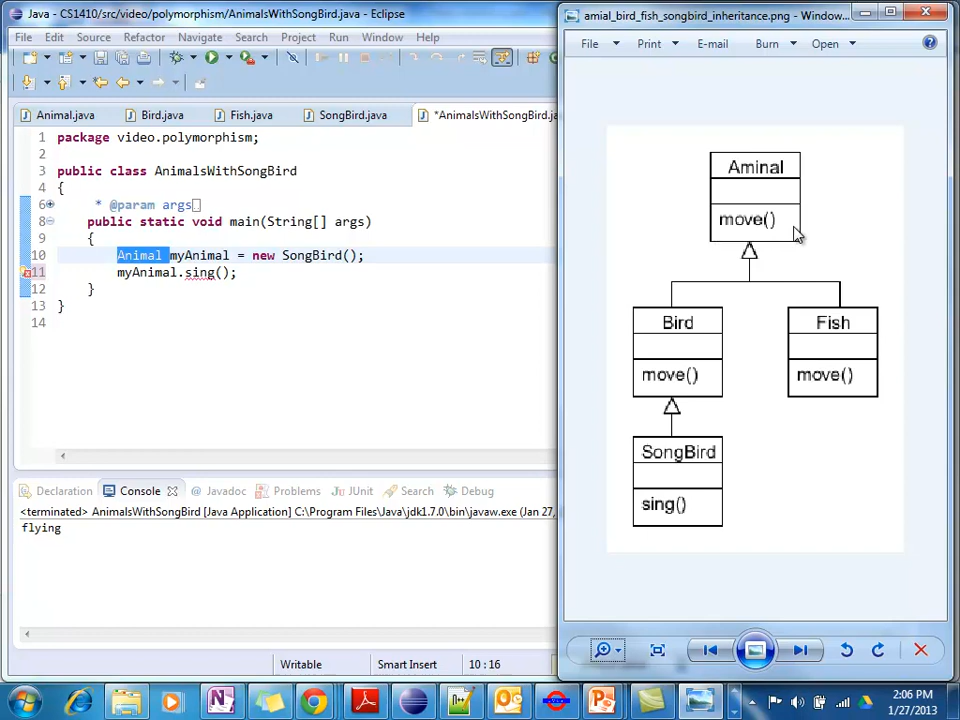 Java - CS1410/src/video/polymorphism/AnimalsWithSongBird.java - Eclipse
File Edit Source Refactor Navigate Search Project Run Window Help
Animal.java Bird.java Fish.java SongBird.java *AnimalsWithSongBird.ja
1 package video.polymorphism;
2
3 public class AnimalsWithSongBird
4 {
6 * @param args
8 public static void main(String[] args)
9 {
10 Animal myAnimal = new SongBird();
11 myAnimal.sing();
12 }
13 }
14
Declaration Console Javadoc Problems JUnit Search Debug
<terminated> AnimalsWithSongBird [Java Application] C:\Program Files\Java\jdk1.7.0\bin\javaw.exe (Jan 27,
flying
Writable Smart Insert 10 : 16
amial_bird_fish_songbird_inheritance.png - Window...
File Print E-mail Burn Open
Aminal
move()
Bird Fish
move() move()
SongBird
sing()
2:06 PM
1/27/2013